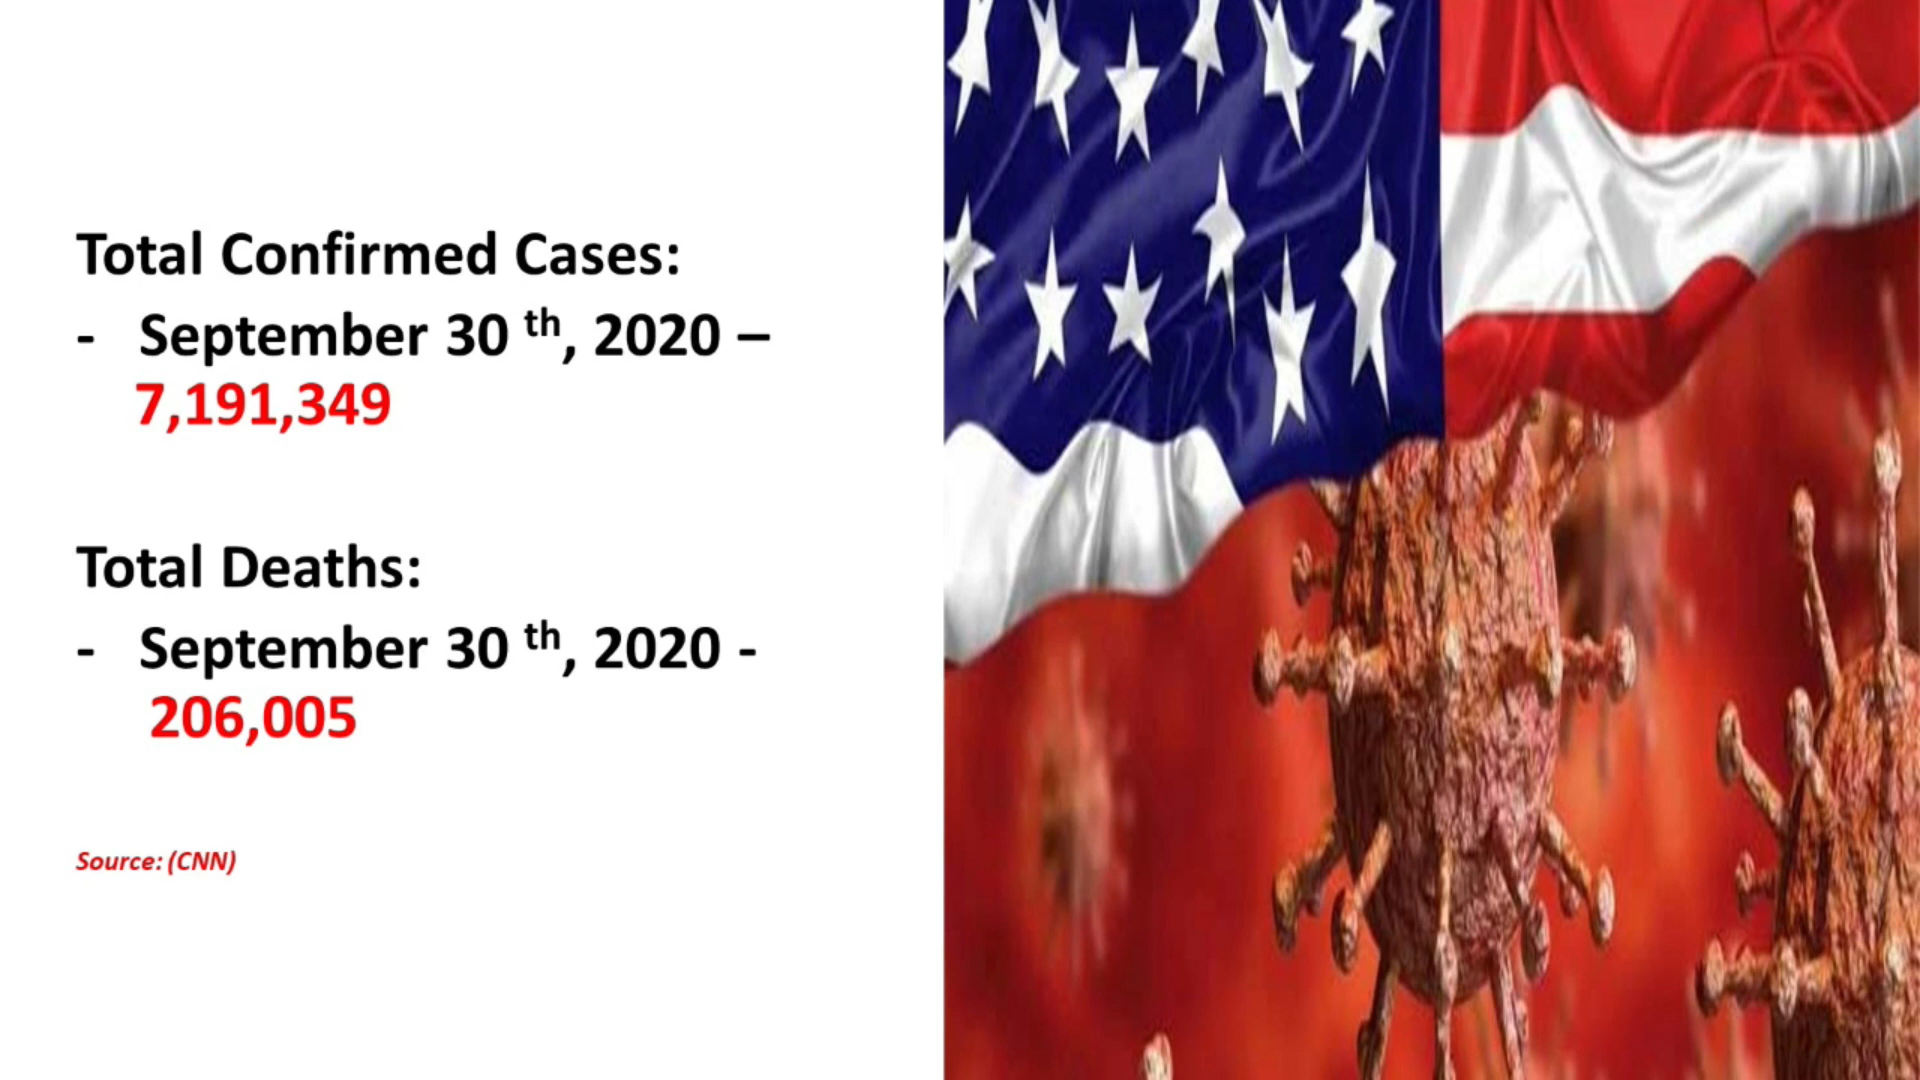 Total Confirmed Cases:
- September 30 th, 2020 –
7,191,349
Total Deaths:
- September 30 th, 2020 -
206,005
Source: (CNN)